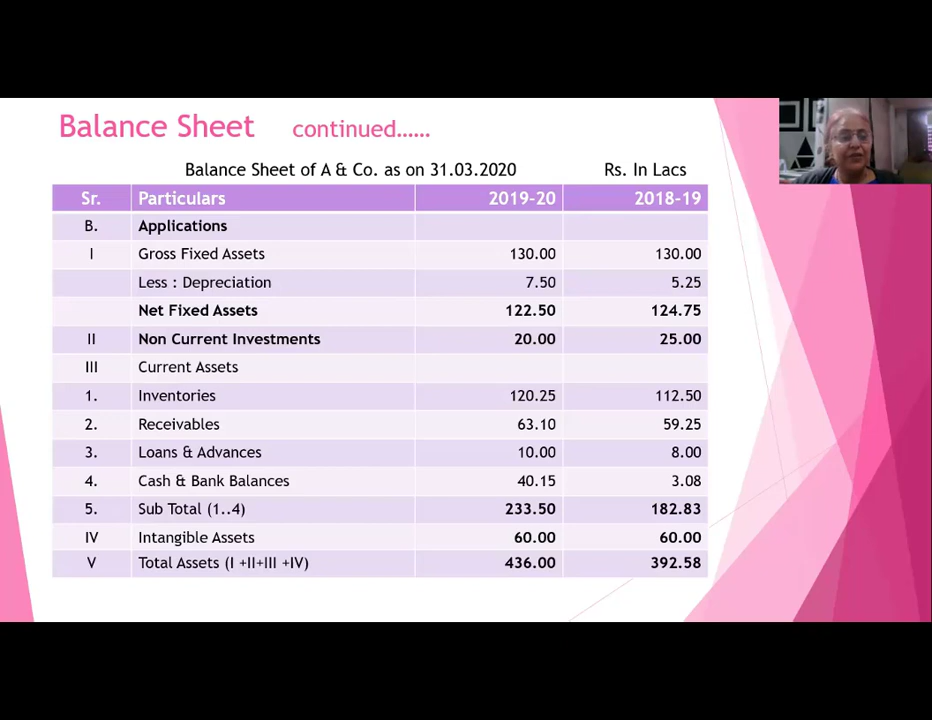 Balance Sheet continued......
Balance Sheet of A & Co. as on 31.03.2020 Rs. In Lacs
Sr. Particulars 2019-20 2018-19
B. Applications
I Gross Fixed Assets 130.00 130.00
Less : Depreciation 7.50 5.25
Net Fixed Assets 122.50 124.75
II Non Current Investments 20.00 25.00
III Current Assets
1. Inventories 120.25 112.50
2. Receivables 63.10 59.25
3. Loans & Advances 10.00 8.00
4. Cash & Bank Balances 40.15 3.08
5. Sub Total (1..4) 233.50 182.83
IV Intangible Assets 60.00 60.00
V Total Assets (I +II+III +IV) 436.00 392.58